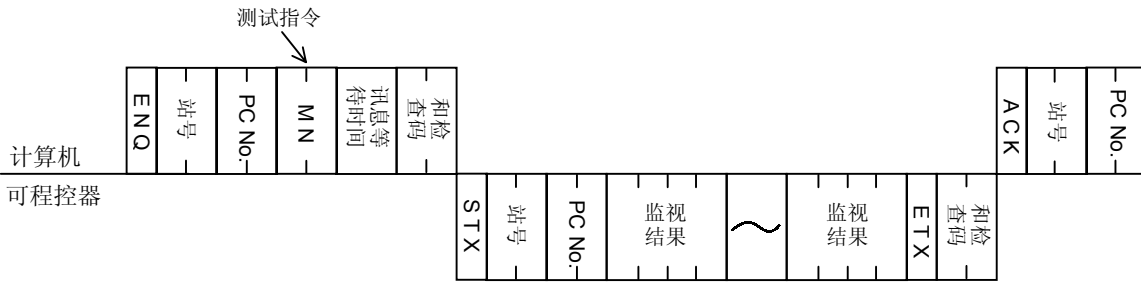 测试指令
ENQ
站号
PC No.
MN
讯息等
待时间
和检
查码
ACK
站号
PC No.
计算机
可程控器
STX
站号
PC No.
监视
结果
监视
结果
ETX
和检
查码